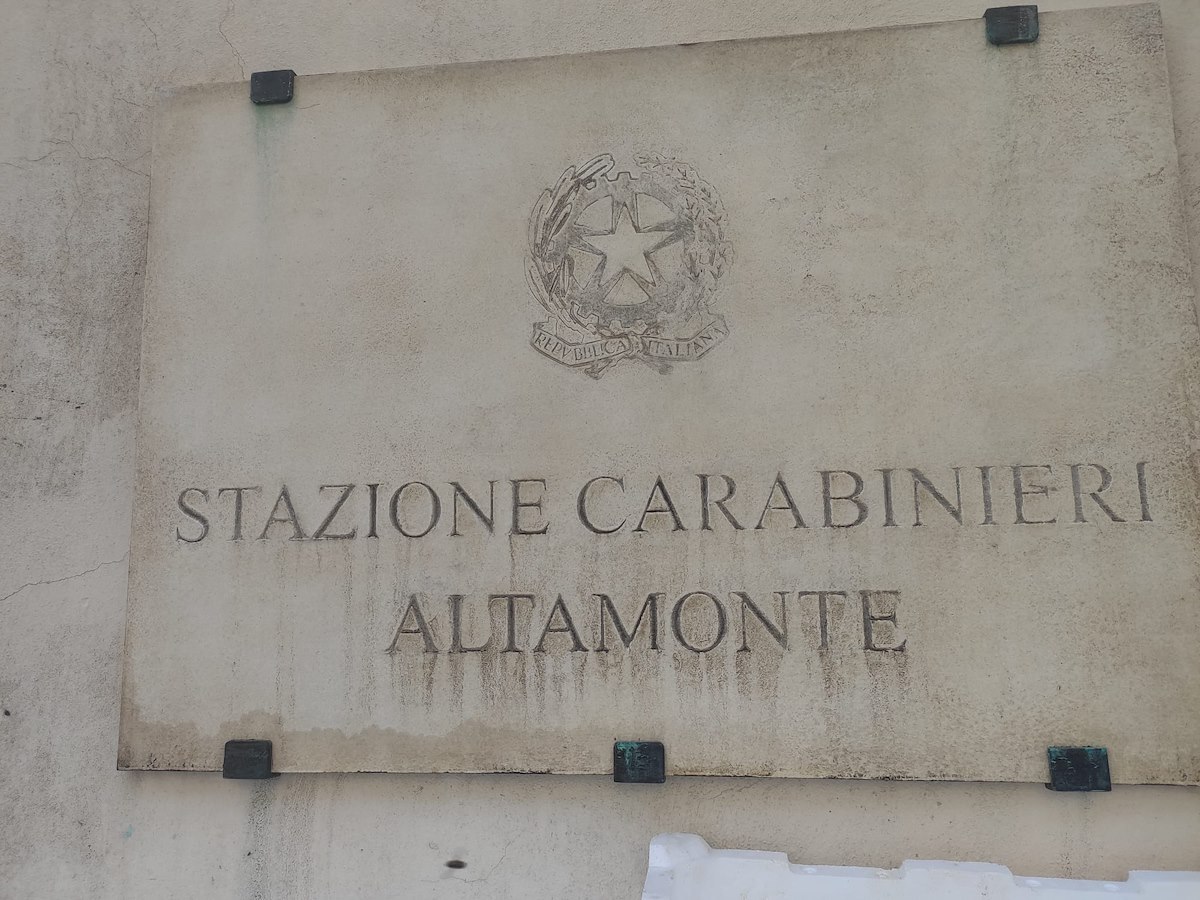 REPVBBLICA ITALIANA
STAZIONE CARABINIERI
ALTAMONTE